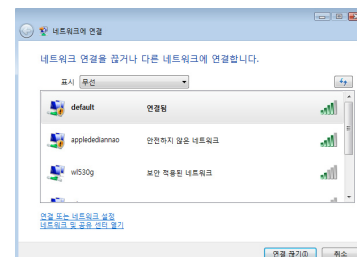 네트워크에 연결
네트워크 연결을 끊거나 다른 네트워크에 연결합니다.
표시 무선
default 연결됨
applediannao 안전하지 않은 네트워크
wl530g 보안 적용된 네트워크
연결 또는 네트워크 설정
네트워크 및 공유 센터 열기
연결 끊기(I) 취소